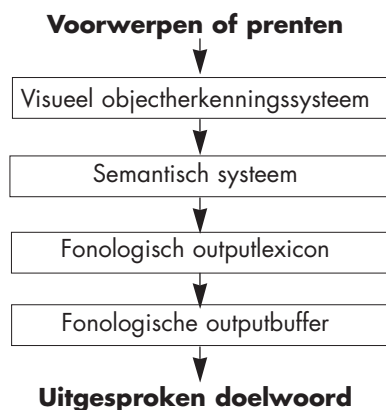 Voorwerpen of prenten
Visueel objectherkenningssysteem
Semantisch systeem
Fonologisch outputlexicon
Fonologische outputbuffer
Uitgesproken doelwoord